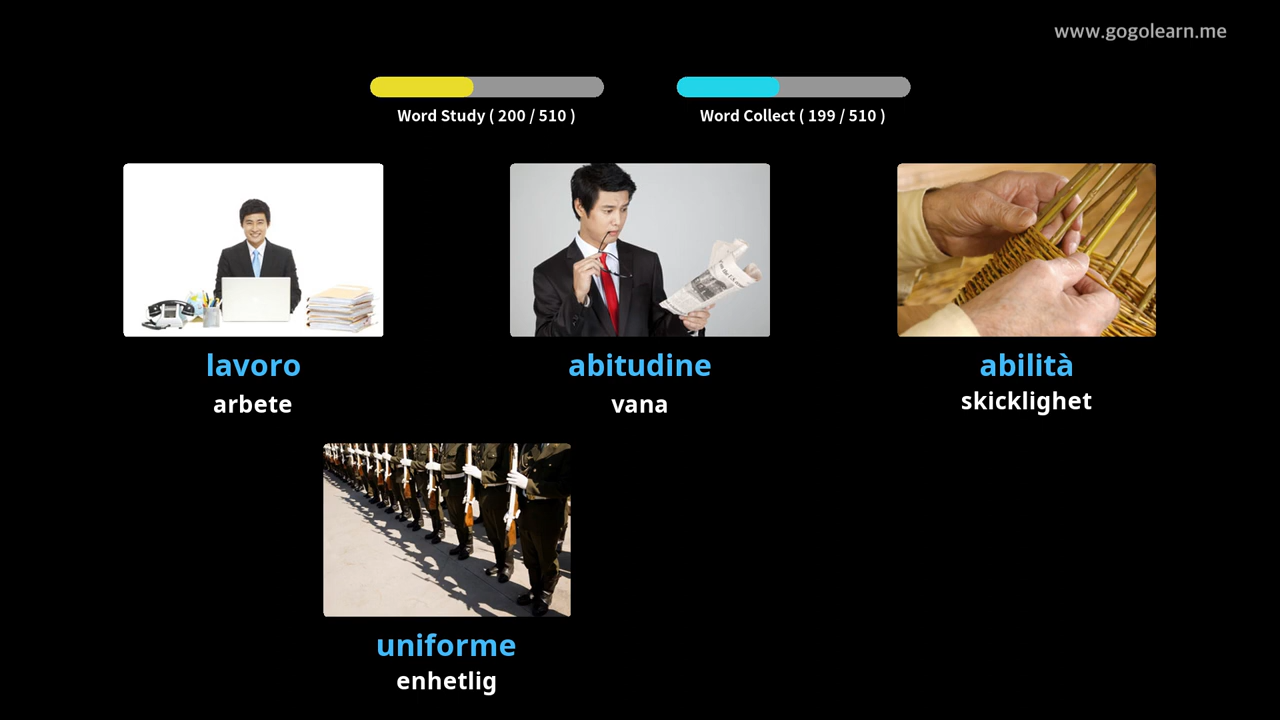 www.gogolearn.me
Word Study ( 200 / 510 )
Word Collect ( 199 / 510 )
lavoro
arbete
abitudine
vana
abilità
skicklighet
uniforme
enhetlig